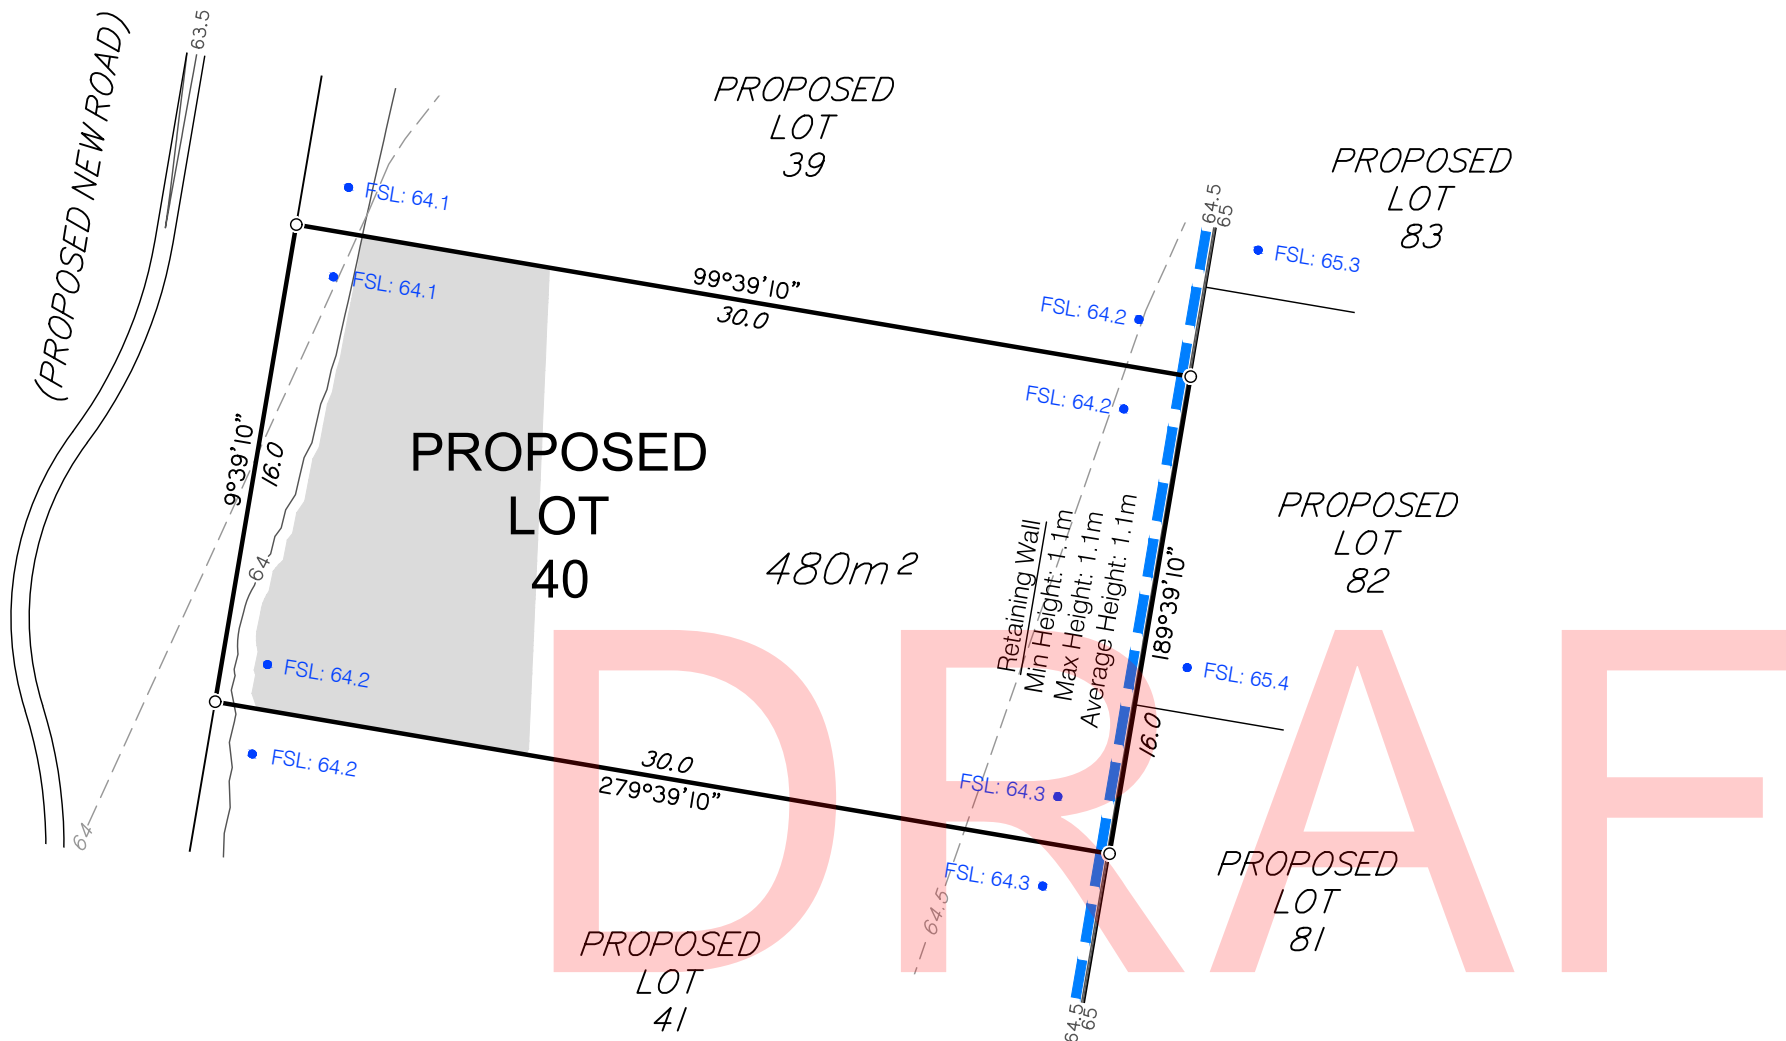 (PROPOSED NEW ROAD)
63.5
PROPOSED
LOT
39
PROPOSED
LOT
83
FSL: 64.1
64.5
65
FSL: 65.3
FSL: 64.1
99°39'10"
30.0
FSL: 64.2
FSL: 64.2
9°39'10"
16.0
PROPOSED
LOT
40
480m²
Retaining Wall
Min Height: 1.1m
Max Height: 1.1m
Average Height: 1.1m
189°39'10"
16.0
PROPOSED
LOT
82
64
FSL: 64.2
FSL: 65.4
FSL: 64.2
30.0
279°39'10"
FSL: 64.3
64
FSL: 64.3
64.5
PROPOSED
LOT
81
PROPOSED
LOT
41
64.5
65
DRAF